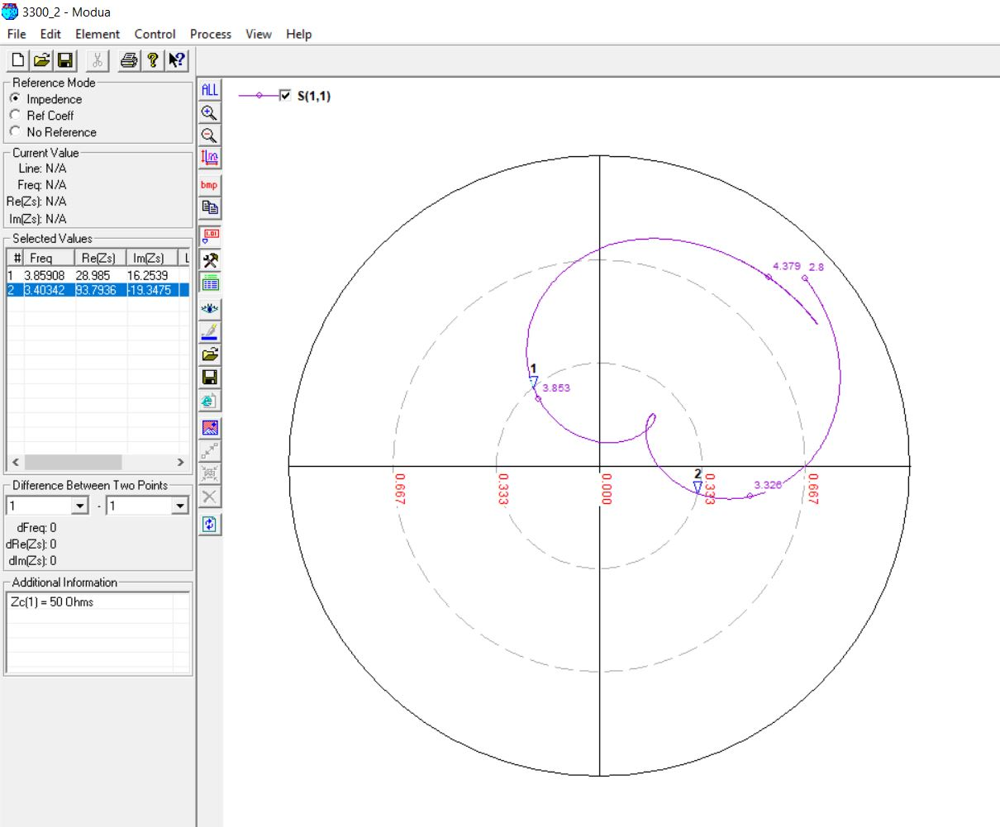 3300_2 - Modua
File Edit Element Control Process View Help
Reference Mode
Impedence
Ref Coeff
No Reference
Current Value
Line: N/A
Freq: N/A
Re(Zs): N/A
Im(Zs): N/A
Selected Values
# Freq Re(Zs) Im(Zs) L
1 3.85908 28.985 16.2539
2 3.40342 93.7936 -19.3475
Difference Between Two Points
1 - 1
dFreq: 0
dRe(Zs): 0
dIm(Zs): 0
Additional Information
Zc(1) = 50 Ohms
ALL
bmp
1.01
S(1,1)
4.379 2.8
1
3.853
2
3.326
0.667 0.333 0.000 0.333 0.667